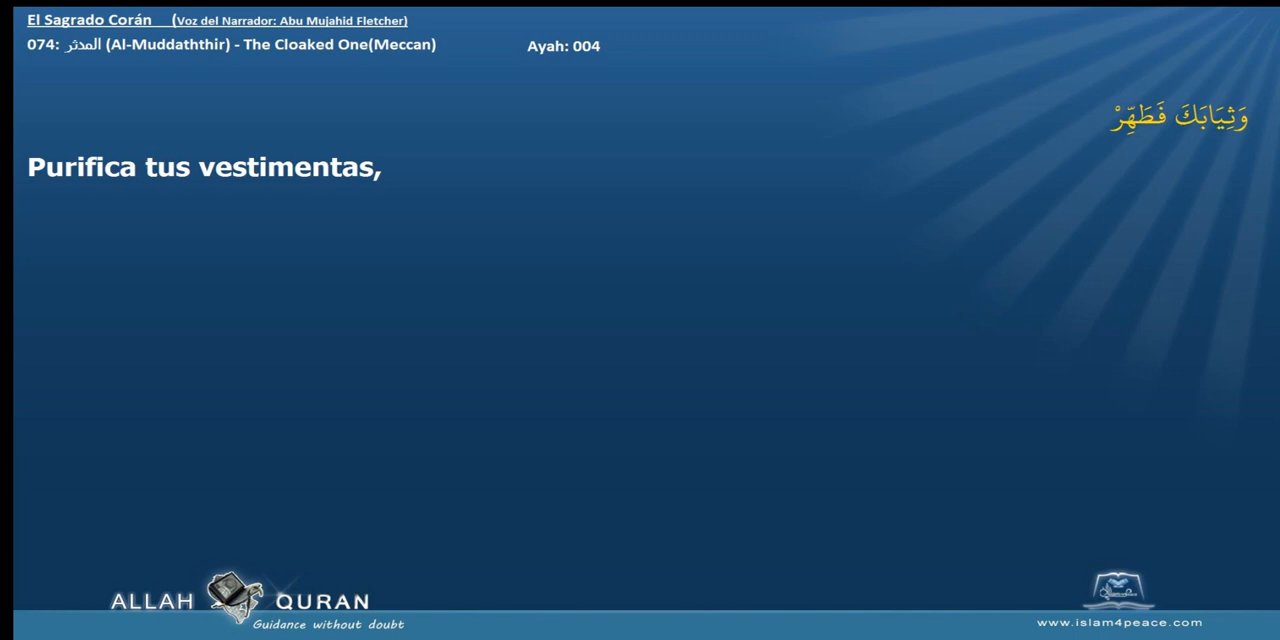 El Sagrado Corán (Voz del Narrador: Abu Mujahid Fletcher)
074: المدثر (Al-Muddaththir) - The Cloaked One(Meccan) Ayah: 004
وَثِيَابَكَ فَطَهِّرْ
Purifica tus vestimentas,
ALLAH QURAN
Guidance without doubt
www.islam4peace.com